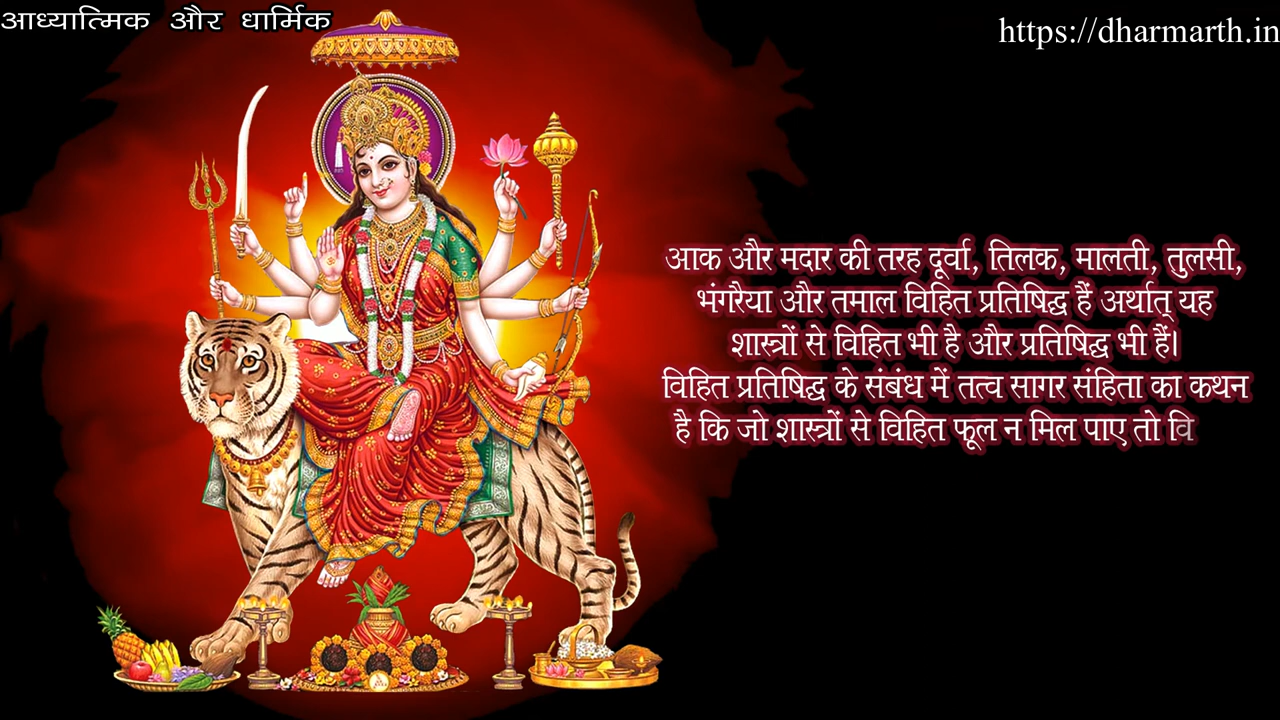 आध्यात्मिक और धार्मिक
https://dharmarth.in
आक और मदार की तरह दूर्वा, तिलक, मालती, तुलसी,
भंगरैया और तमाल विहित प्रतिषिद्ध हैं अर्थात् यह
शास्त्रों से विहित भी है और प्रतिषिद्ध भी हैं।
विहित प्रतिषिद्ध के संबंध में तत्व सागर संहिता का कथन
है कि जो शास्त्रों से विहित फूल न मिल पाए तो वि